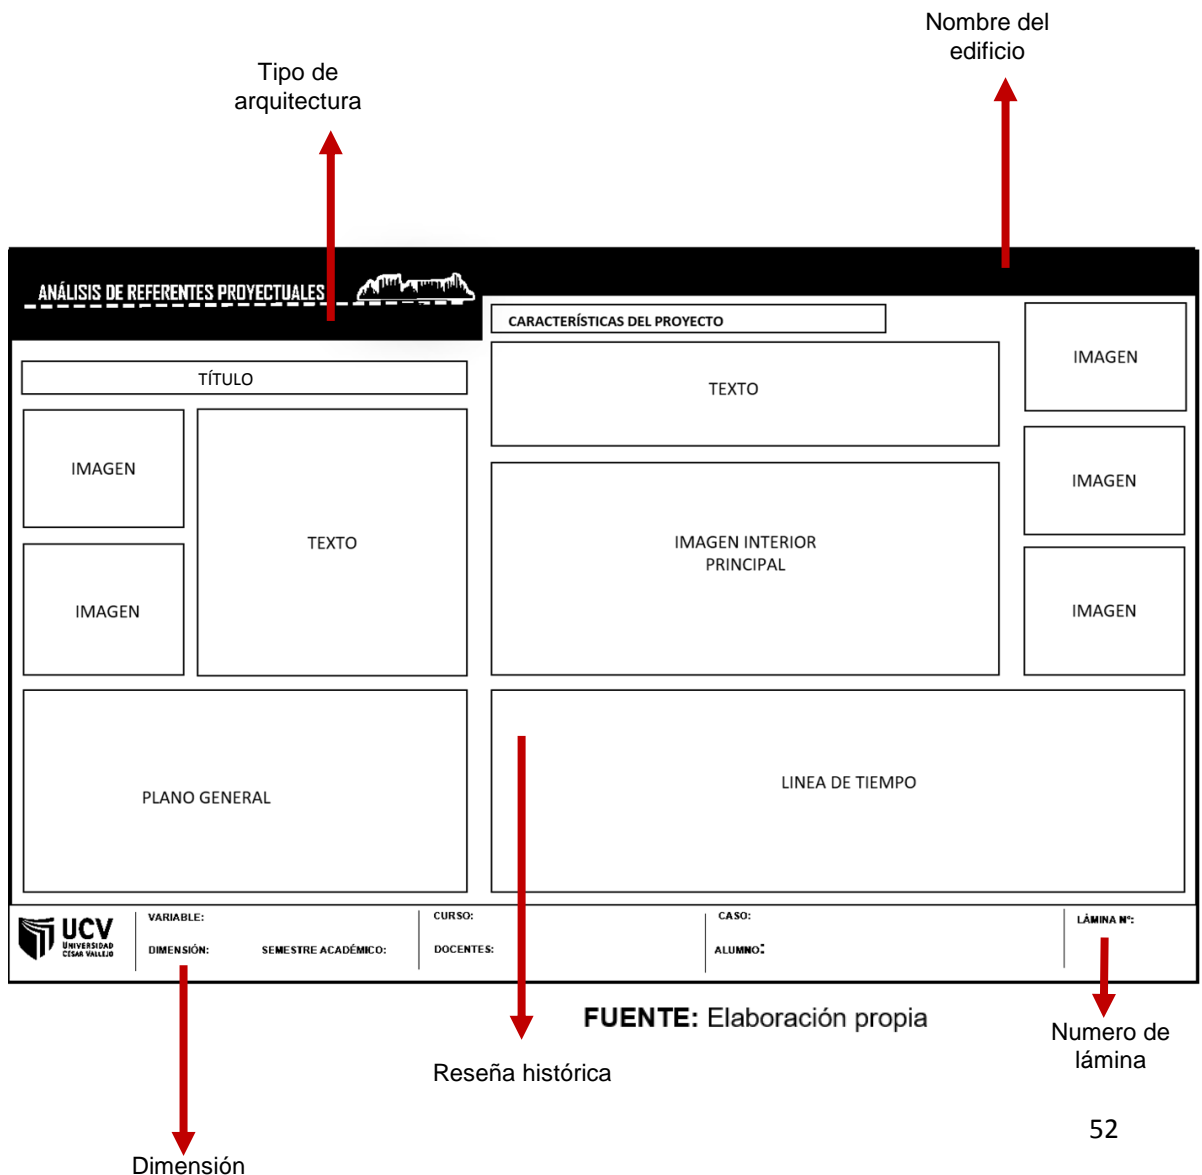 Nombre del
edificio
Tipo de
arquitectura
ANÁLISIS DE REFERENTES PROYECTUALES
CARACTERÍSTICAS DEL PROYECTO
TÍTULO
IMAGEN
TEXTO
IMAGEN
PLANO GENERAL
TEXTO
IMAGEN INTERIOR
PRINCIPAL
IMAGEN
IMAGEN
IMAGEN
LINEA DE TIEMPO
UCV
UNIVERSIDAD
CÉSAR VALLEJO
VARIABLE:
DIMENSIÓN:
SEMESTRE ACADÉMICO:
CURSO:
DOCENTES:
CASO:
ALUMNO:
LÁMINA Nº:
FUENTE: Elaboración propia
Numero de
lámina
Reseña histórica
Dimensión
52